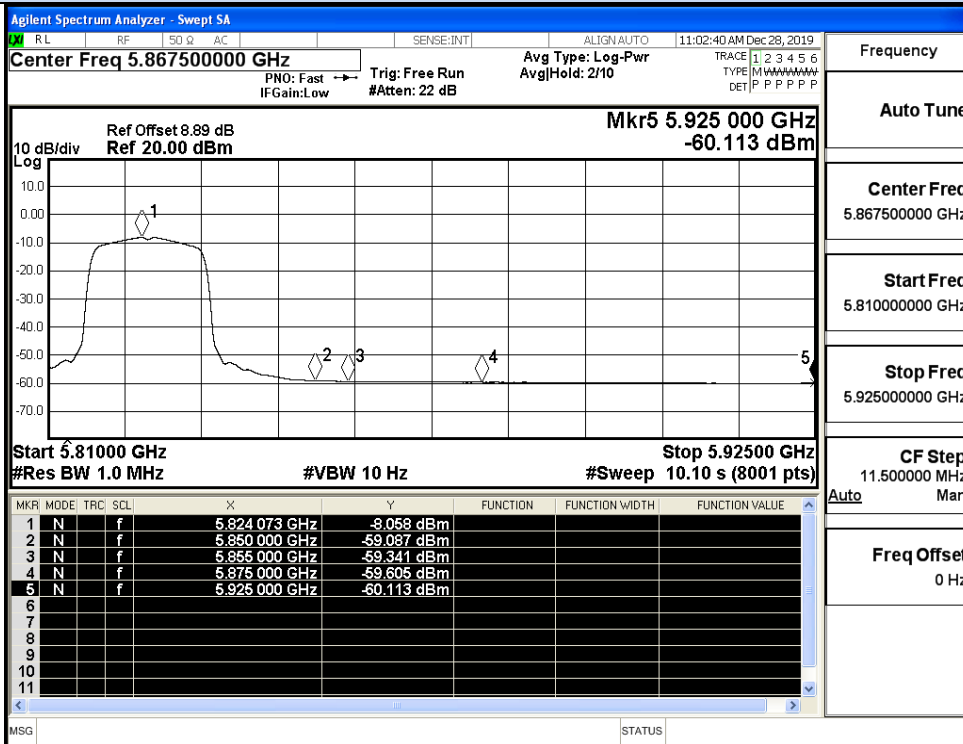 Agilent Spectrum Analyzer - Swept SA
LXI RL RF 50 Ω AC SENSE:INT ALIGN AUTO 11:02:40 AM Dec 28, 2019
Center Freq 5.867500000 GHz
PNO: Fast
IFGain:Low
Trig: Free Run
#Atten: 22 dB
Avg Type: Log-Pwr
Avg|Hold: 2/10
TRACE 1 2 3 4 5 6
TYPE M WWWWW
DET P P P P P P
Mkr5 5.925 000 GHz
-60.113 dBm
Ref Offset 8.89 dB
10 dB/div Ref 20.00 dBm
Log
10.0
0.00
-10.0
-20.0
-30.0
-40.0
-50.0
-60.0
-70.0
1
2
3
4
5
Start 5.81000 GHz Stop 5.92500 GHz
#Res BW 1.0 MHz #VBW 10 Hz #Sweep 10.10 s (8001 pts)
MKR MODE TRC SCL X Y FUNCTION FUNCTION WIDTH FUNCTION VALUE
1 N f 5.824 073 GHz -8.058 dBm
2 N f 5.850 000 GHz -59.087 dBm
3 N f 5.855 000 GHz -59.341 dBm
4 N f 5.875 000 GHz -59.605 dBm
5 N f 5.925 000 GHz -60.113 dBm
6
7
8
9
10
11
MSG STATUS
Frequency
Auto Tune
Center Freq
5.867500000 GHz
Start Freq
5.810000000 GHz
Stop Freq
5.925000000 GHz
CF Step
11.500000 MHz
Auto Man
Freq Offset
0 Hz